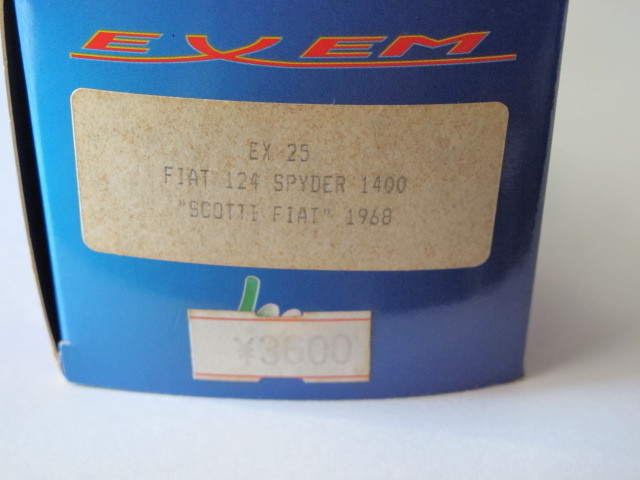 EXEM
EX 25
FIAT 124 SPYDER 1400
"SCOTTI FIAT" 1968
¥3600